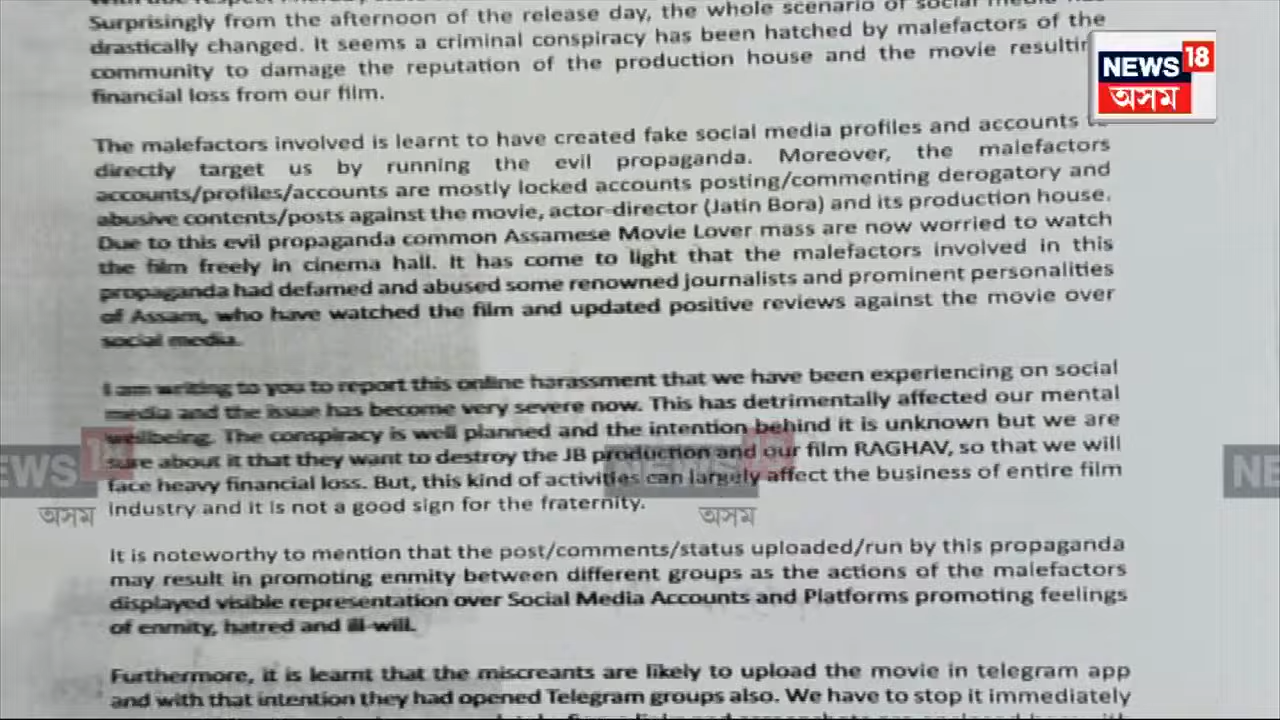 Surprisingly from the afternoon of the release day, the whole scenario of social media has
drastically changed. It seems a criminal conspiracy has been hatched by malefactors of the
community to damage the reputation of the production house and the movie resulting
financial loss from our film.
The malefactors involved is learnt to have created fake social media profiles and accounts to
directly target us by running the evil propaganda. Moreover, the malefactors
accounts/profiles/accounts are mostly locked accounts posting/commenting derogatory and
abusive contents/posts against the movie, actor-director (Jatin Bora) and its production house.
Due to this evil propaganda common Assamese Movie Lover mass are now worried to watch
the film freely in cinema hall. It has come to light that the malefactors involved in this
propaganda had defamed and abused some renowned journalists and prominent personalities
of Assam, who have watched the film and updated positive reviews against the movie over
social media.
I am writing to you to report this online harassment that we have been experiencing on social
media and the issue has become very severe now. This has detrimentally affected our mental
wellbeing. The conspiracy is well planned and the intention behind it is unknown but we are
sure about it that they want to destroy the JB production and our film RAGHAV, so that we will
face heavy financial loss. But, this kind of activities can largely affect the business of entire film
industry and it is not a good sign for the fraternity.
It is noteworthy to mention that the post/comments/status uploaded/run by this propaganda
may result in promoting enmity between different groups as the actions of the malefactors
displayed visible representation over Social Media Accounts and Platforms promoting feelings
of enmity, hatred and ill-will.
Furthermore, it is learnt that the miscreants are likely to upload the movie in telegram app
and with that intention they had opened Telegram groups also. We have to stop it immediately
NEWS 18
অসম
NEWS 18
অসম
NEWS 18
অসম